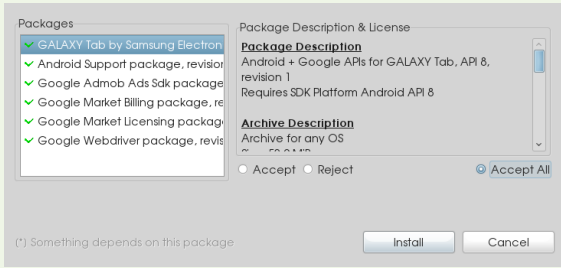 Packages
GALAXY Tab by Samsung Electron
Android Support package, revision
Google Admob Ads Sdk package
Google Market Billing package, re
Google Market Licensing package
Google Webdriver package, revis
Package Description & License
Package Description
Android + Google APIs for GALAXY Tab, API 8,
revision 1
Requires SDK Platform Android API 8
Archive Description
Archive for any OS
Accept
Reject
Accept All
(*) Something depends on this package
Install
Cancel